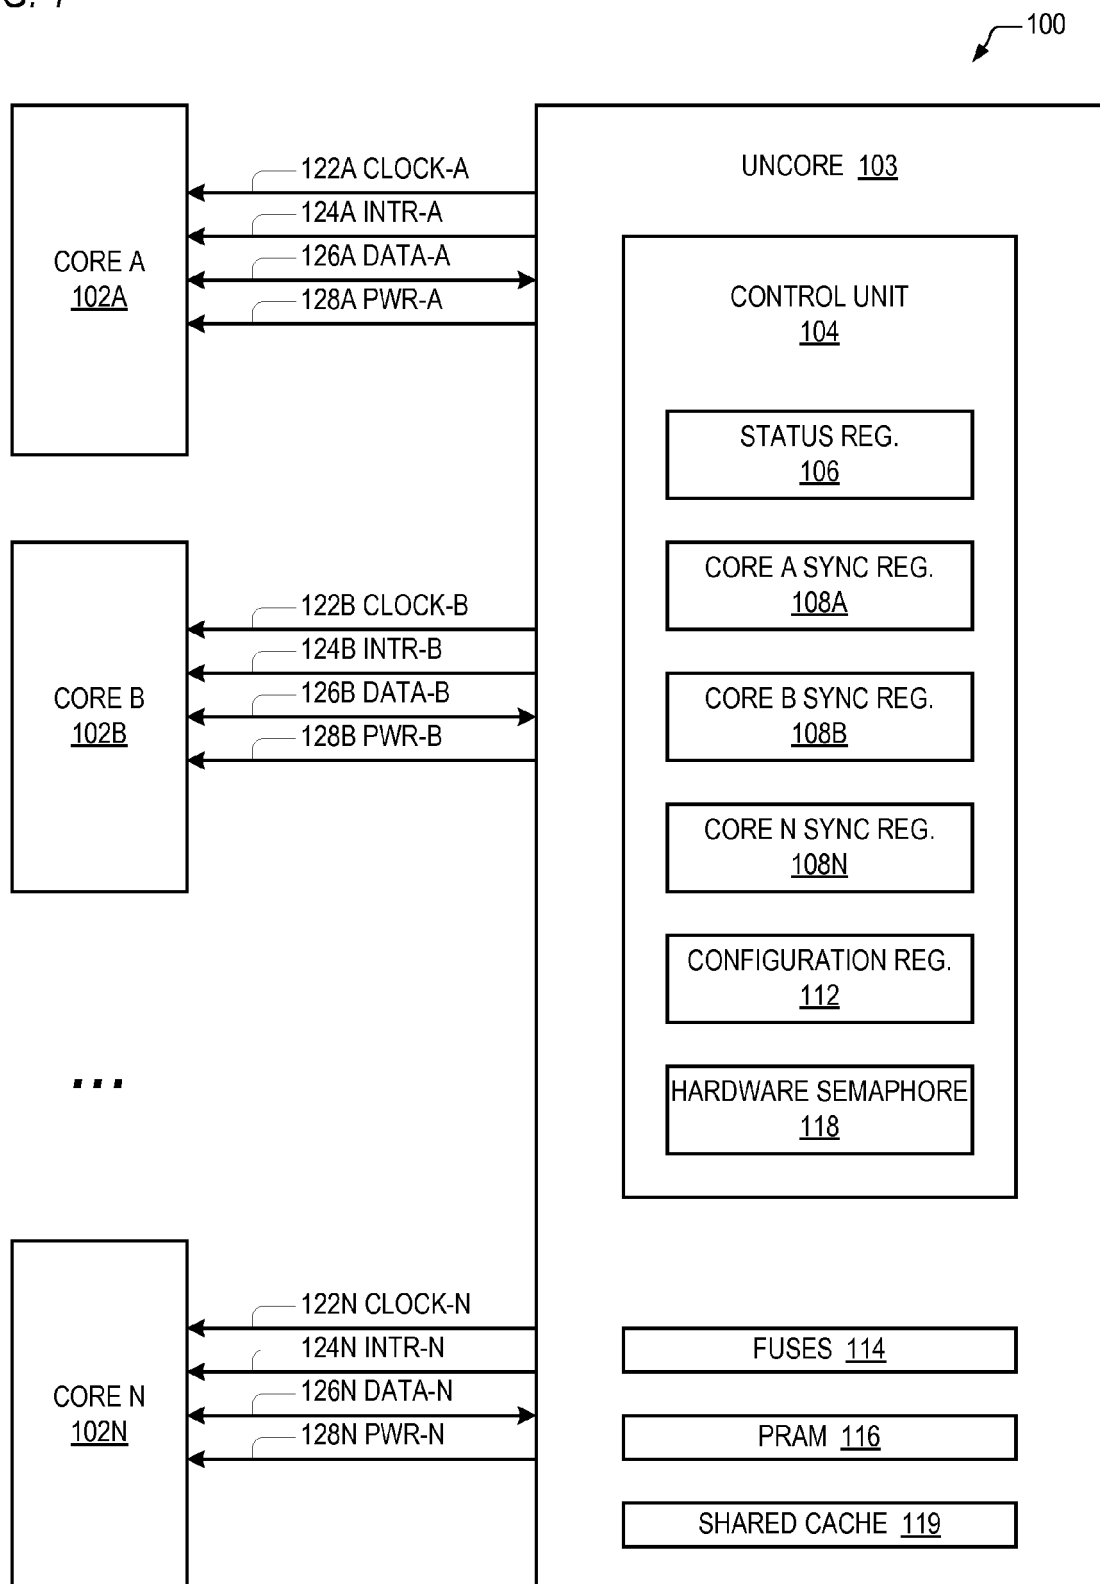 100
UNCORE 103
122A CLOCK-A
124A INTR-A
126A DATA-A
128A PWR-A
CORE A
102A
CONTROL UNIT
104
STATUS REG.
106
CORE A SYNC REG.
108A
122B CLOCK-B
124B INTR-B
126B DATA-B
128B PWR-B
CORE B
102B
CORE B SYNC REG.
108B
CORE N SYNC REG.
108N
CONFIGURATION REG.
112
...
HARDWARE SEMAPHORE
118
122N CLOCK-N
124N INTR-N
126N DATA-N
128N PWR-N
CORE N
102N
FUSES 114
PRAM 116
SHARED CACHE 119